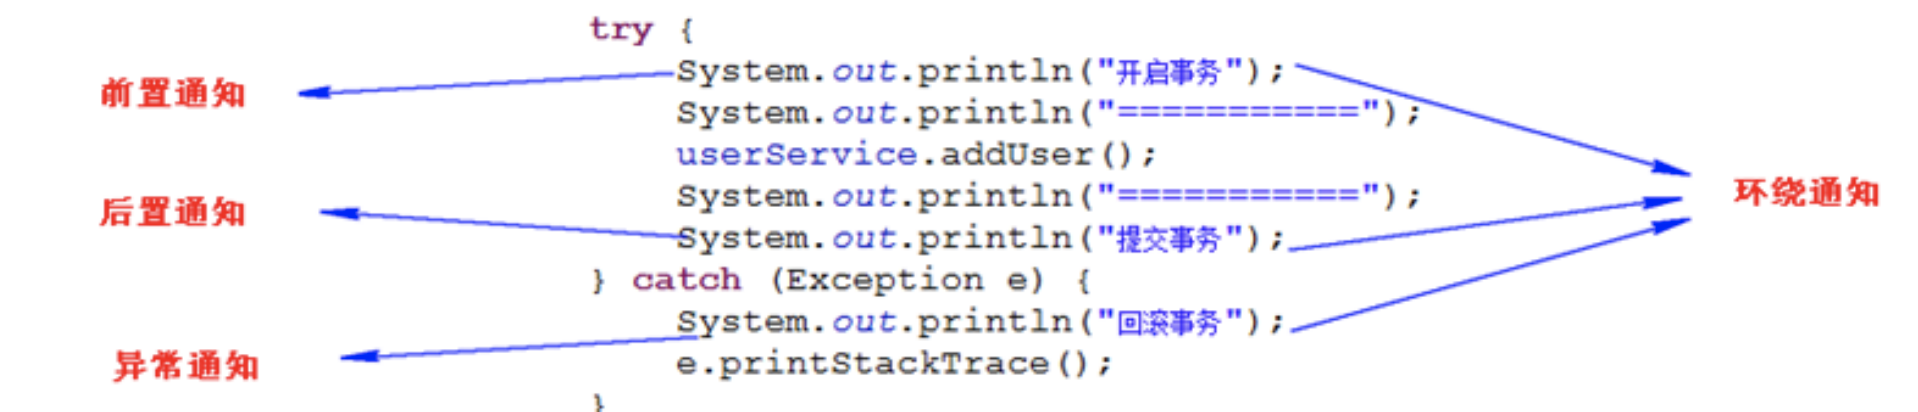 try {
前置通知
System.out.println("开启事务");
System.out.println("===========");
userService.addUser();
环绕通知
后置通知
System.out.println("===========");
System.out.println("提交事务");
} catch (Exception e) {
System.out.println("回滚事务");
异常通知
e.printStackTrace();
}